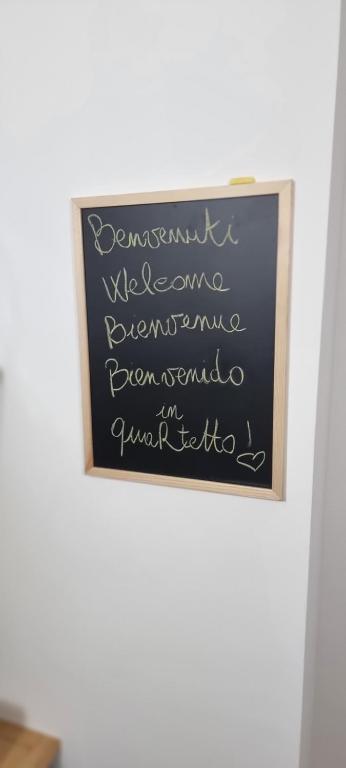 Benvenuti
Welcome
Bienvenue
Bienvenido
in
quaRtetto!